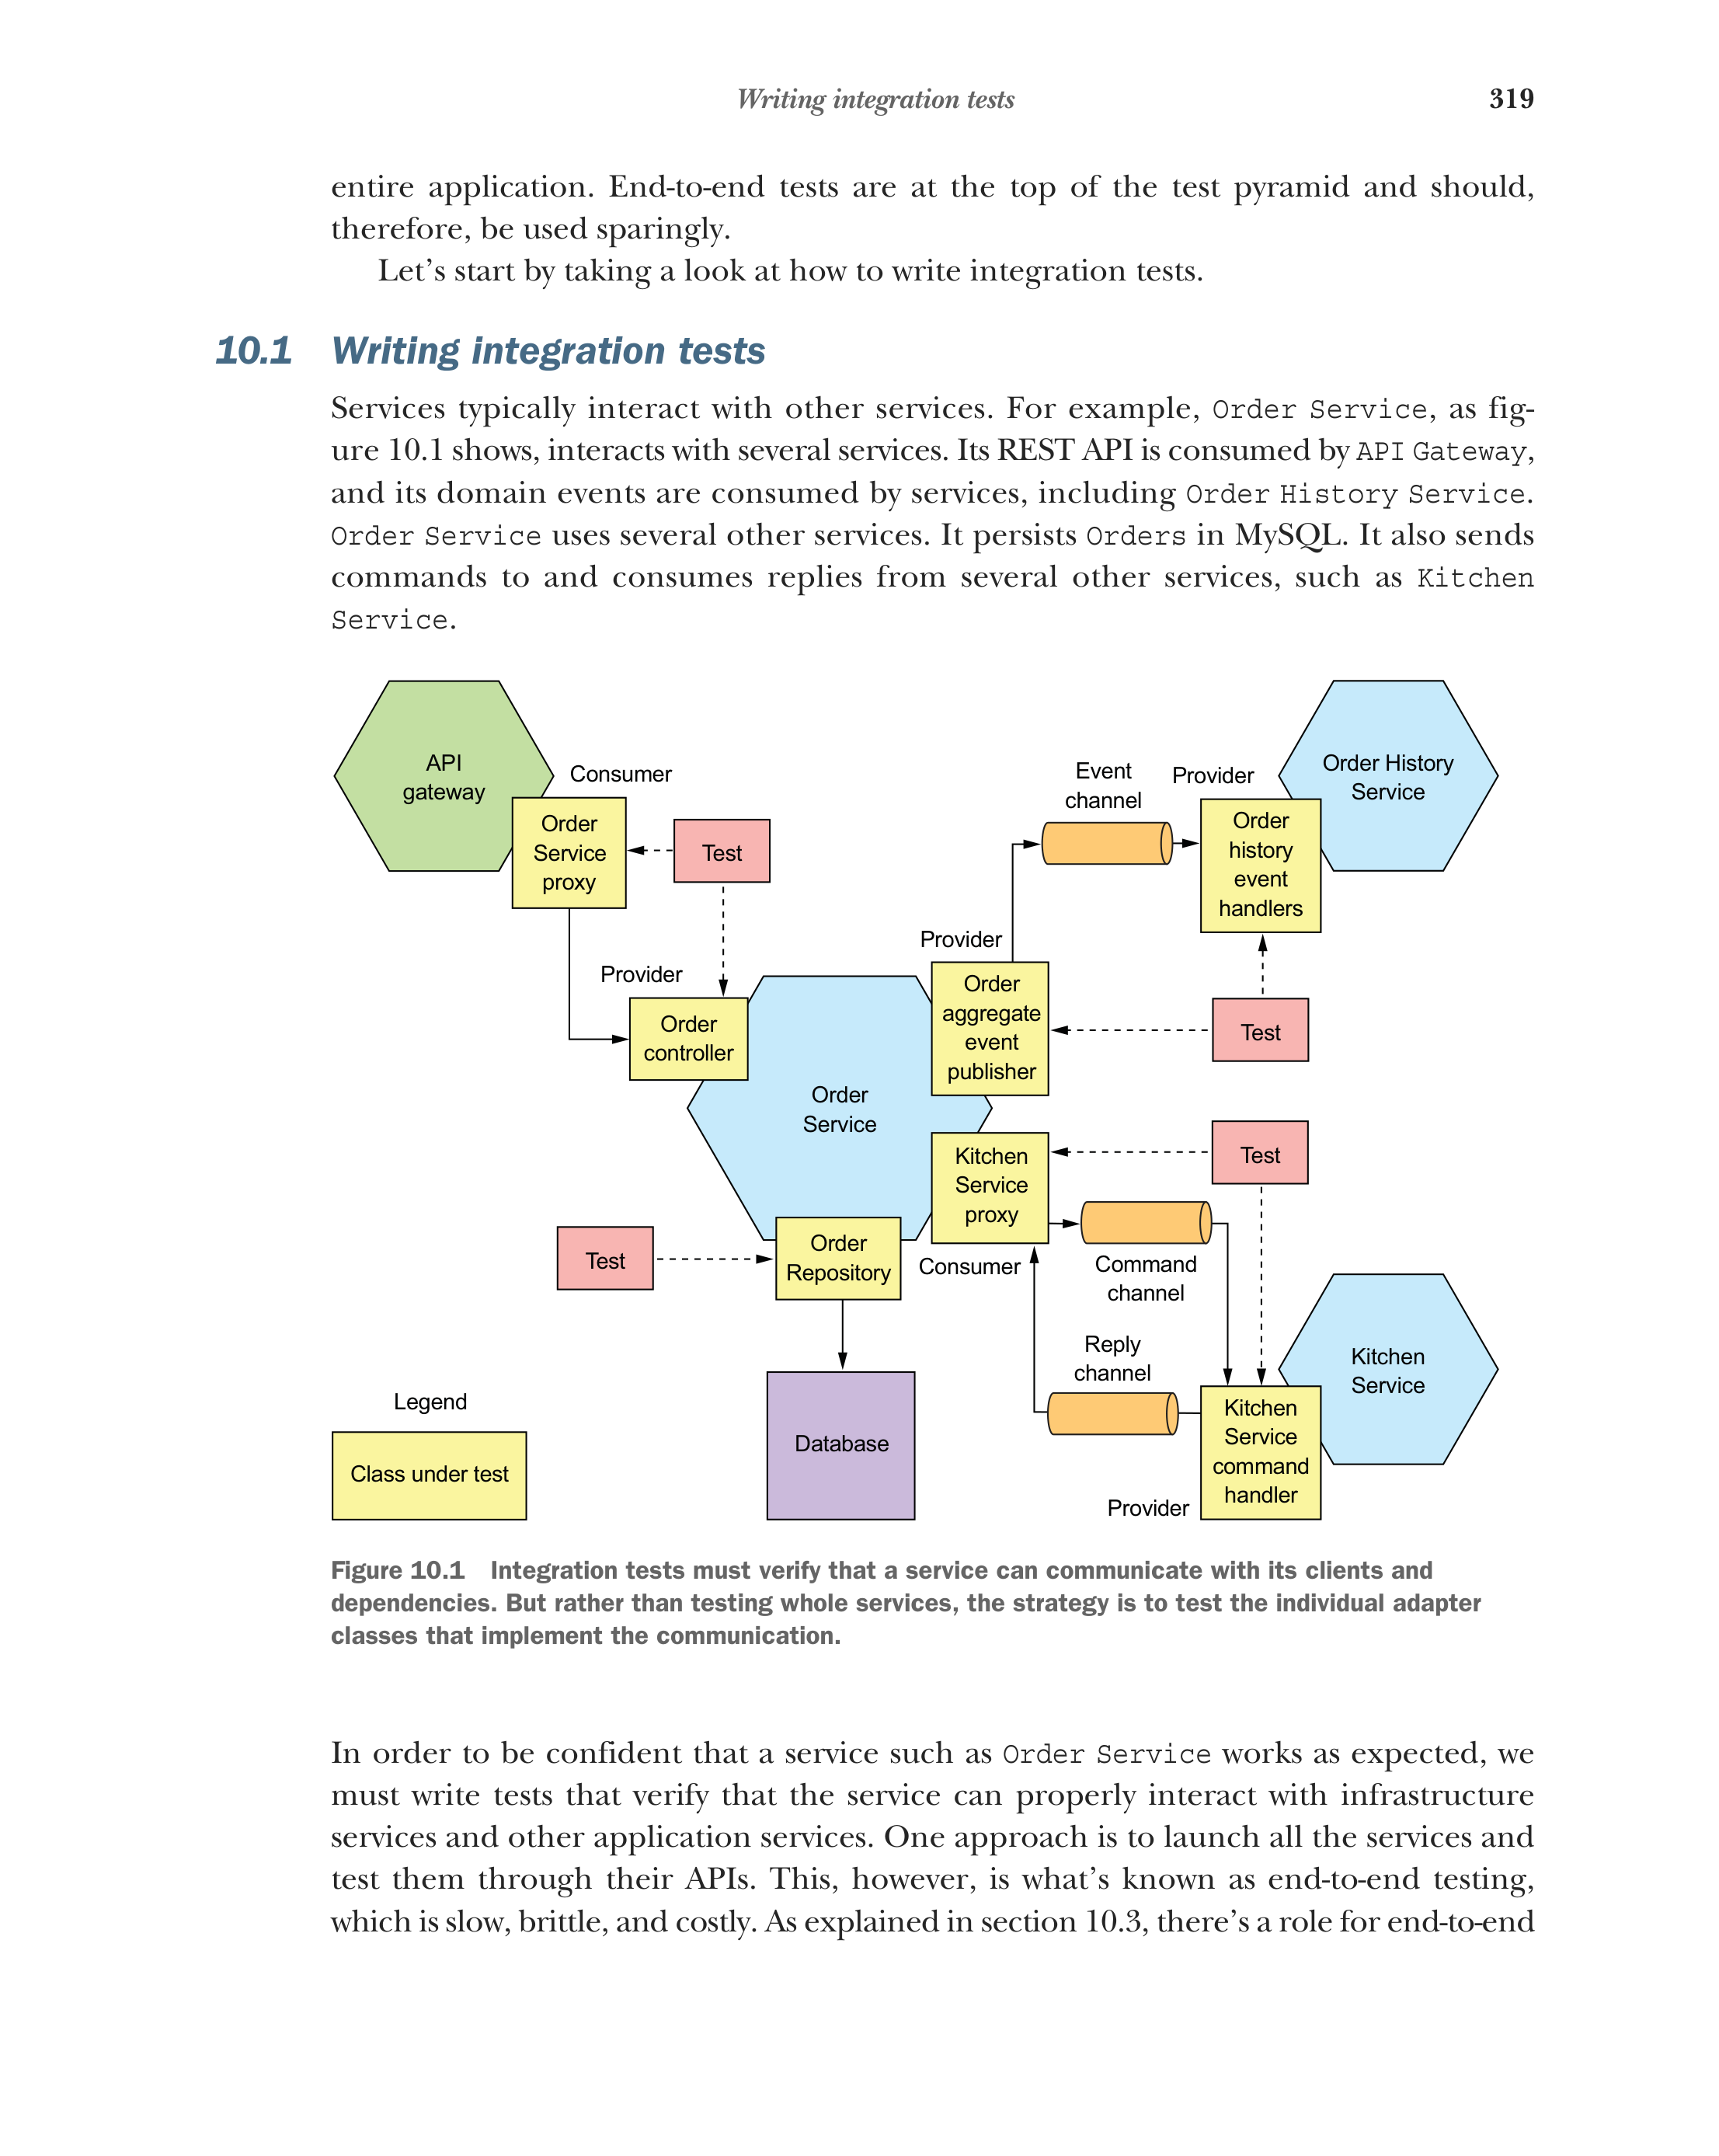 Writing integration tests 319
entire application. End-to-end tests are at the top of the test pyramid and should,
therefore, be used sparingly.
Let’s start by taking a look at how to write integration tests.
10.1 Writing integration tests
Services typically interact with other services. For example, Order Service, as fig-
ure 10.1 shows, interacts with several services. Its REST API is consumed by API Gateway,
and its domain events are consumed by services, including Order History Service.
Order Service uses several other services. It persists Orders in MySQL. It also sends
commands to and consumes replies from several other services, such as Kitchen
Service.
API
gateway
Consumer
Order
Service
proxy
Test
Event
channel
Provider
Order History
Service
Order
history
event
handlers
Provider
Order
controller
Provider
Order
aggregate
event
publisher
Test
Order
Service
Kitchen
Service
proxy
Test
Test
Order
Repository
Consumer
Command
channel
Reply
channel
Kitchen
Service
Legend
Class under test
Database
Kitchen
Service
command
handler
Provider
Figure 10.1 Integration tests must verify that a service can communicate with its clients and
dependencies. But rather than testing whole services, the strategy is to test the individual adapter
classes that implement the communication.
In order to be confident that a service such as Order Service works as expected, we
must write tests that verify that the service can properly interact with infrastructure
services and other application services. One approach is to launch all the services and
test them through their APIs. This, however, is what’s known as end-to-end testing,
which is slow, brittle, and costly. As explained in section 10.3, there’s a role for end-to-end